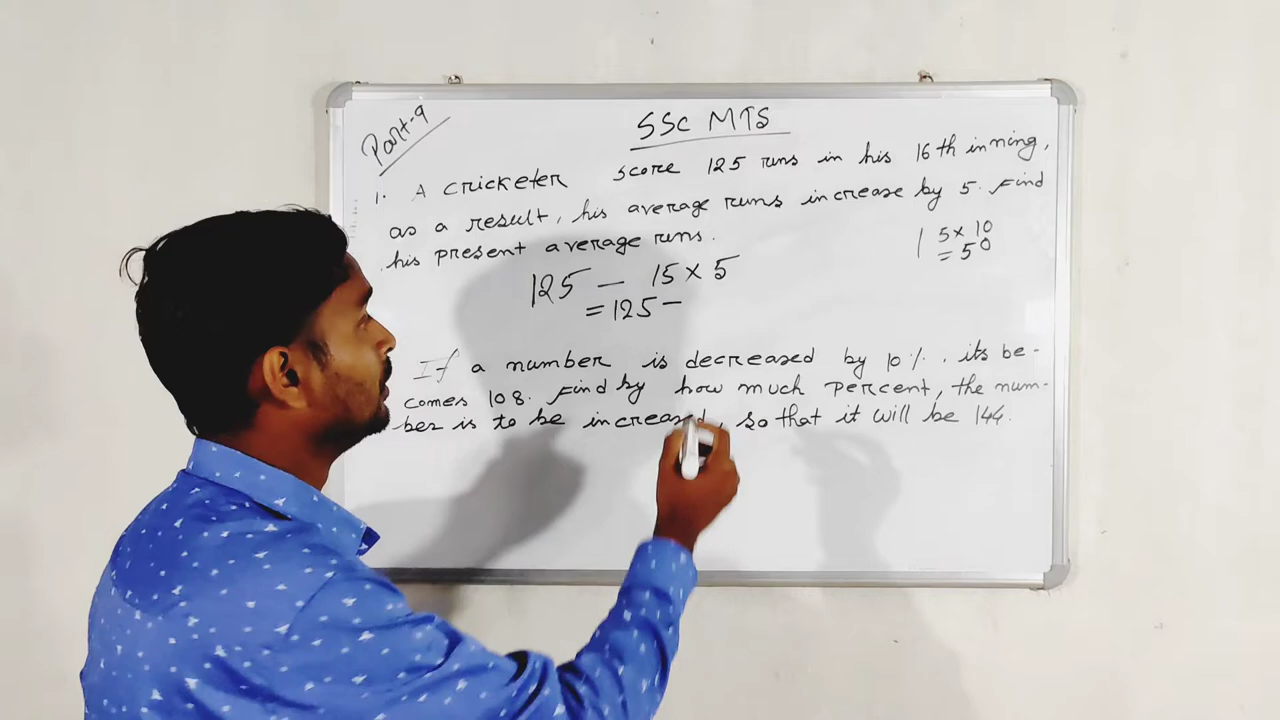 Part-9
SSC MTS
1. A cricketer score 125 runs in his 16th inning,
as a result, his average runs increase by 5. Find
his present average runs.
| 5 × 10
= 50
125 — 15 × 5
= 125 —
If a number is decreased by 10%, its be-
comes 108. Find by how much percent, the num-
ber is to be increased, so that it will be 144.